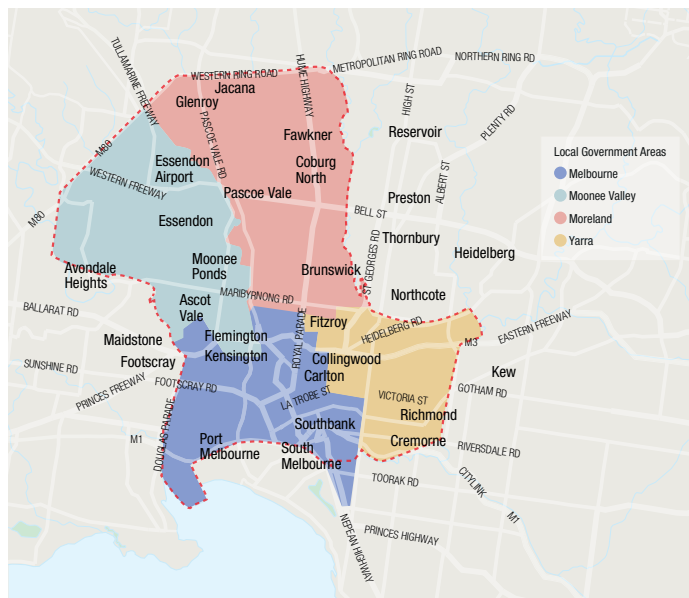 TULLAMARINE FREEWAY
WESTERN RING ROAD
HUME HIGHWAY
METROPOLITAN RING ROAD
NORTHERN RING RD
Jacana
Glenroy
PASCOE VALE RD
HIGH ST
PLENTY RD
Fawkner
Reservoir
M80
Essendon
Airport
Coburg
North
ALBERT ST
Local Government Areas
Melbourne
Moonee Valley
Moreland
Yarra
WESTERN FREEWAY
Pascoe Vale
Preston
M80
Essendon
BELL ST
Thornbury
Heidelberg
Avondale
Heights
Moonee
Ponds
Brunswick
ST GEORGES RD
Northcote
MARIBYRNONG RD
Ascot
Vale
BALLARAT RD
Fitzroy
HEIDELBERG RD
EASTERN FREEWAY
Maidstone
Flemington
ROYAL PARADE
M3
Footscray
Kensington
Collingwood
Kew
SUNSHINE RD
PRINCES FREEWAY
FOOTSCRAY RD
Carlton
LA TROBE ST
VICTORIA ST
GOTHAM RD
Richmond
Southbank
M1
DOUGLAS PARADE
Port
Melbourne
South
Melbourne
Cremorne
RIVERSDALE RD
TOORAK RD
CITYLINK
M1
NEPEAN HIGHWAY
PRINCES HIGHWAY